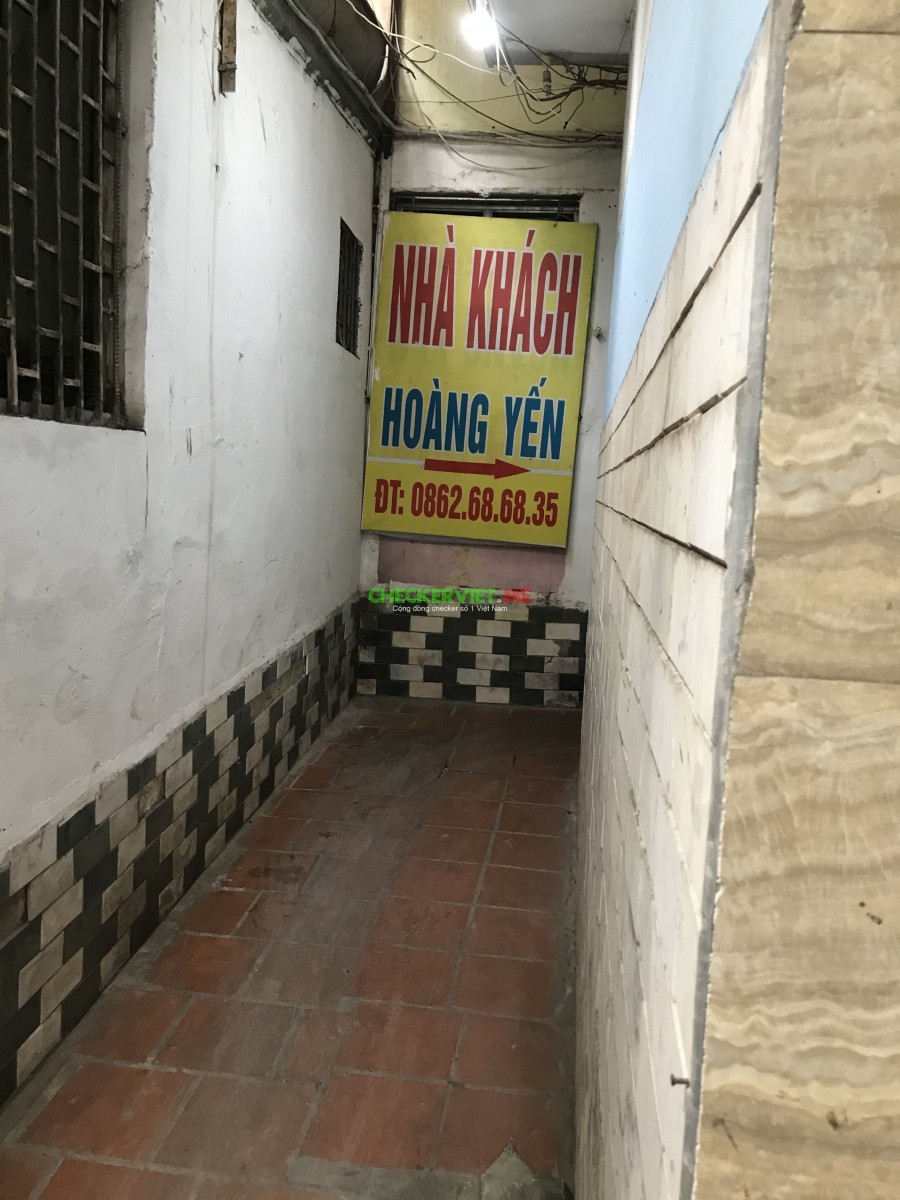 NHÀ KHÁCH
HOÀNG YẾN
ĐT: 0862.68.68.35
CHECKERVIET.ME
Cộng đồng checker số 1 Việt Nam